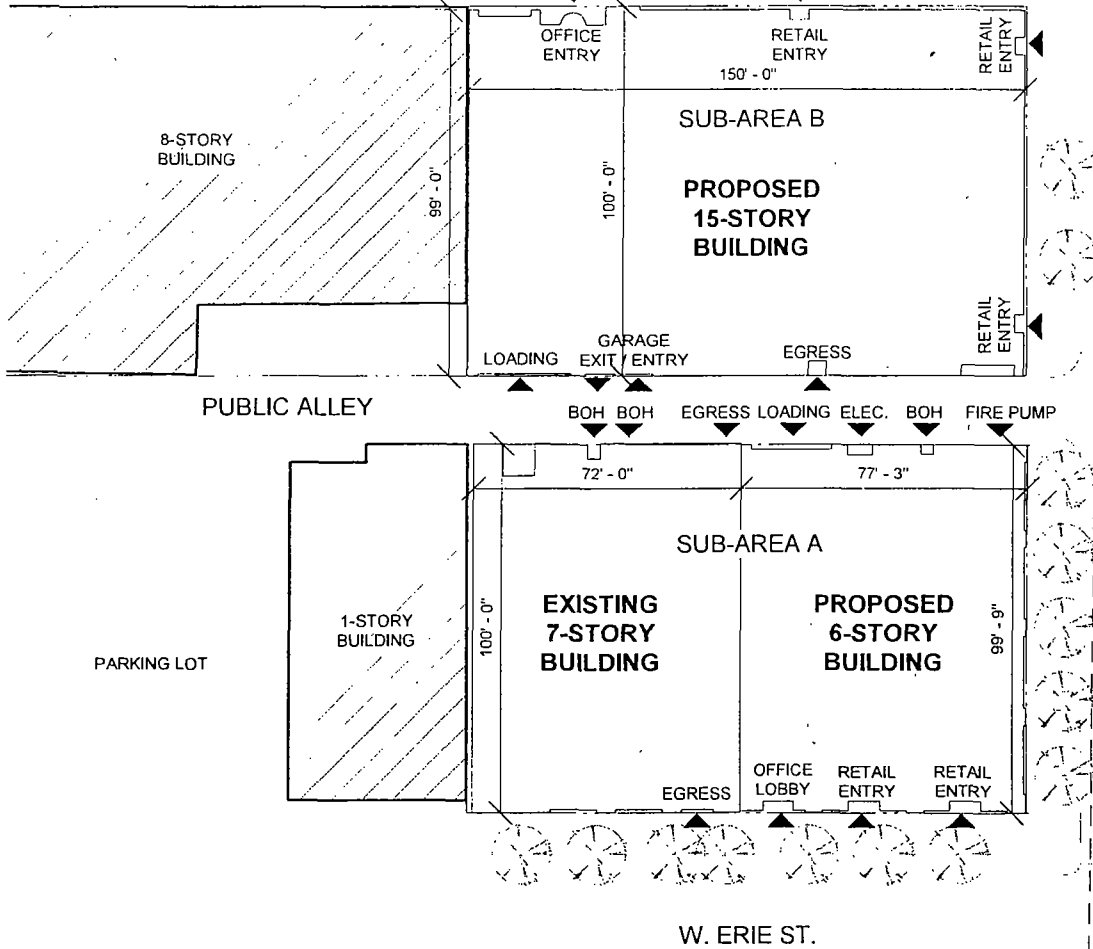 OFFICE
ENTRY
RETAIL
ENTRY
RETAIL
ENTRY
150' - 0"
SUB-AREA B
8-STORY
BUILDING
99' - 0"
100' - 0"
PROPOSED
15-STORY
BUILDING
RETAIL
ENTRY
LOADING
GARAGE
EXIT / ENTRY
EGRESS
PUBLIC ALLEY
BOH BOH EGRESS LOADING ELEC. BOH FIRE PUMP
72' - 0"
77' - 3"
SUB-AREA A
1-STORY
BUILDING
100' - 0"
EXISTING
7-STORY
BUILDING
PROPOSED
6-STORY
BUILDING
99' - 9"
PARKING LOT
EGRESS
OFFICE
LOBBY
RETAIL
ENTRY
RETAIL
ENTRY
W. ERIE ST.